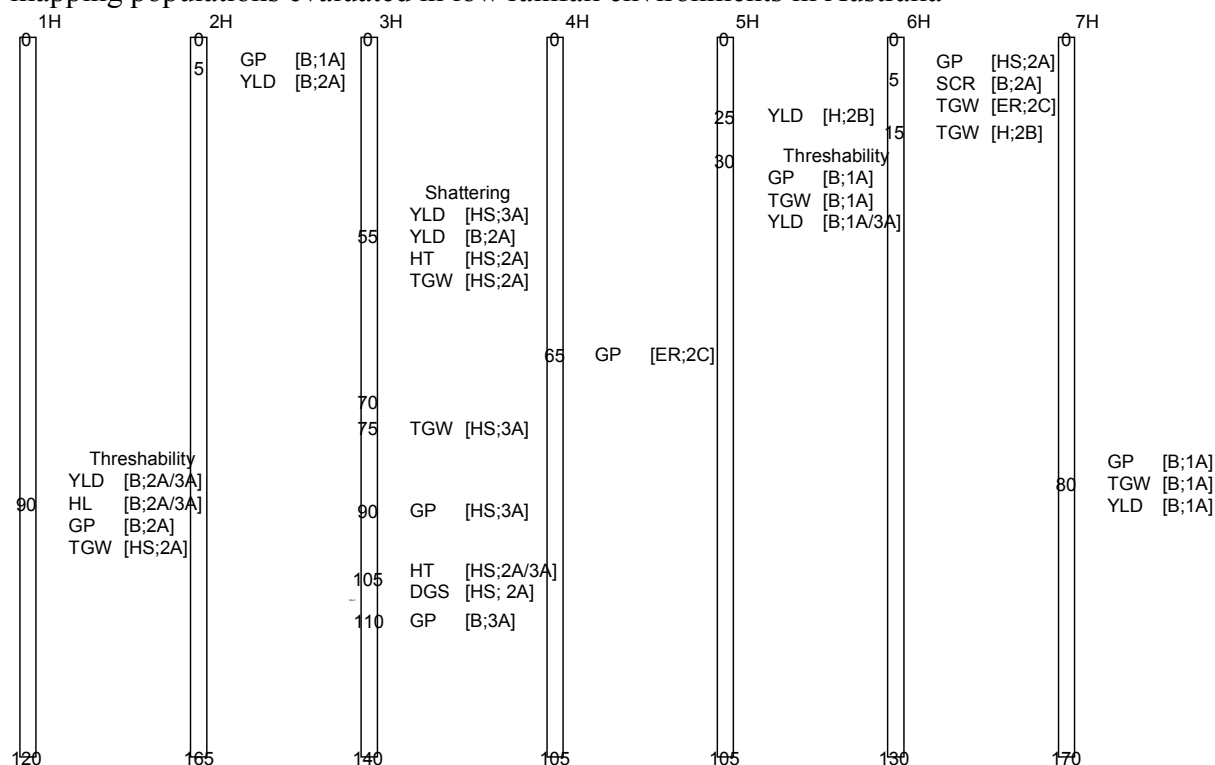 mapping populations evaluated in low rainfall environments in Australia
1H
0
Threshability
YLD [B;2A/3A]
HL [B;2A/3A]
90
GP [B;2A]
TGW [HS;2A]
120
2H
0
GP [B;1A]
5
YLD [B;2A]
165
3H
0
Shattering
YLD [HS;3A]
55
YLD [B;2A]
HT [HS;2A]
TGW [HS;2A]
70
75
TGW [HS;3A]
90
GP [HS;3A]
HT [HS;2A/3A]
105
DGS [HS; 2A]
110
GP [B;3A]
140
4H
0
65
GP [ER;2C]
105
5H
0
25
YLD [H;2B]
30
Threshability
GP [B;1A]
TGW [B;1A]
YLD [B;1A/3A]
105
6H
0
GP [HS;2A]
5
SCR [B;2A]
TGW [ER;2C]
15
TGW [H;2B]
130
7H
0
GP [B;1A]
80
TGW [B;1A]
YLD [B;1A]
170